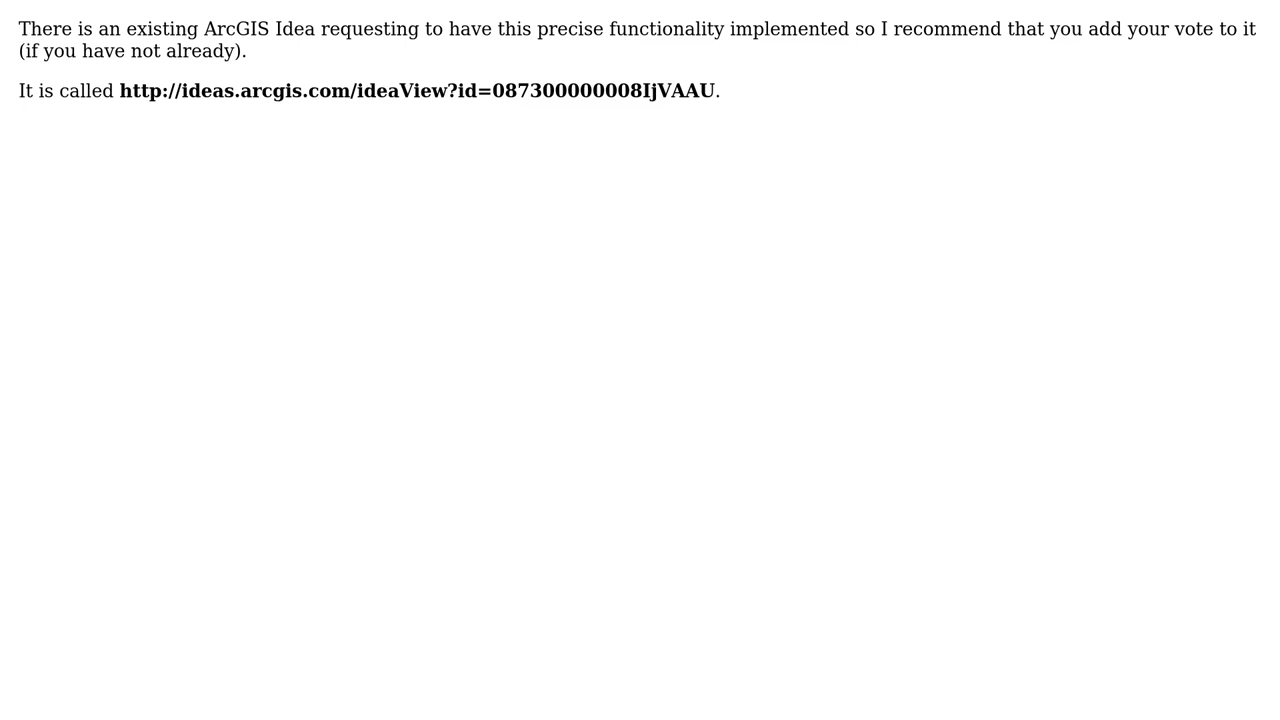 There is an existing ArcGIS Idea requesting to have this precise functionality implemented so I recommend that you add your vote to it
(if you have not already).
It is called http://ideas.arcgis.com/ideaView?id=087300000008IjVAAU.